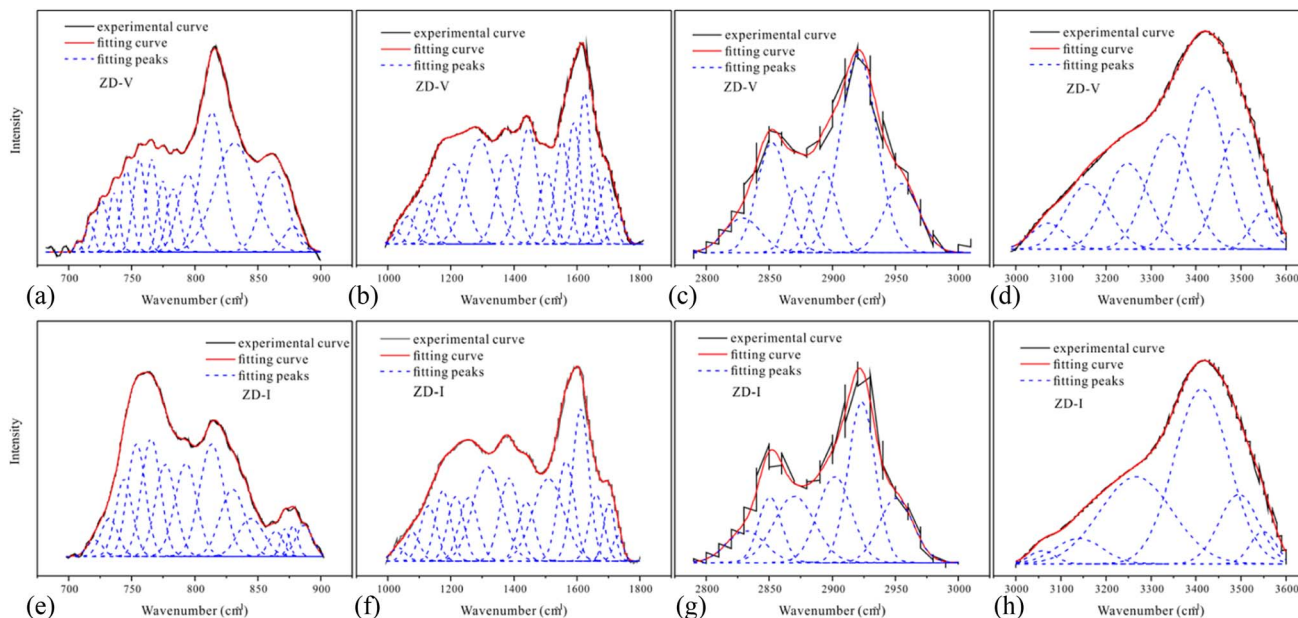 experimental curve
fitting curve
fitting peaks
ZD-V
Intensity
700 750 800 850 900
Wavenumber (cm⁻¹)
(a)
experimental curve
fitting curve
fitting peaks
ZD-V
1000 1200 1400 1600 1800
Wavenumber (cm⁻¹)
(b)
experimental curve
fitting curve
fitting peaks
ZD-V
2800 2850 2900 2950 3000
Wavenumber (cm⁻¹)
(c)
experimental curve
fitting curve
fitting peaks
ZD-V
3000 3100 3200 3300 3400 3500 3600
Wavenumber (cm⁻¹)
(d)
experimental curve
fitting curve
fitting peaks
ZD-I
Intensity
700 750 800 850 900
Wavenumber (cm⁻¹)
(e)
experimental curve
fitting curve
fitting peaks
ZD-I
1000 1200 1400 1600 1800
Wavenumber (cm⁻¹)
(f)
experimental curve
fitting curve
fitting peaks
ZD-I
2800 2850 2900 2950 3000
Wavenumber (cm⁻¹)
(g)
experimental curve
fitting curve
fitting peaks
ZD-I
3000 3100 3200 3300 3400 3500 3600
Wavenumber (cm⁻¹)
(h)